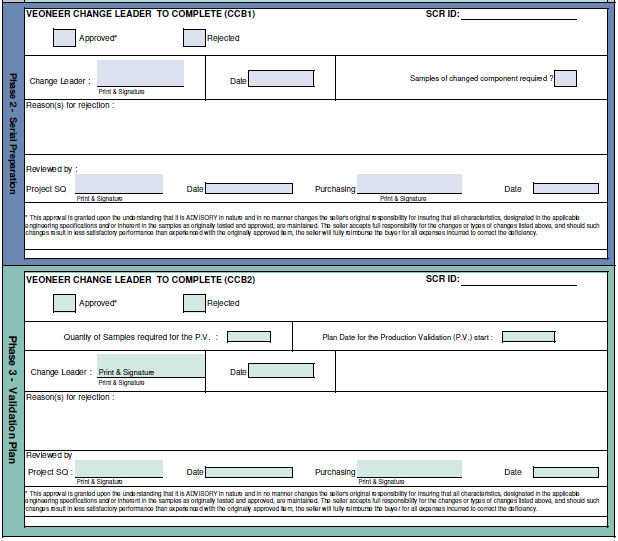 VEONEER CHANGE LEADER TO COMPLETE (CCB1) SCR ID:
Approved* Rejected
Change Leader : Date Samples of changed component required ?
Print & Signature
Reason(s) for rejection :
Reviewed by :
Project SQ Date Purchasing Date
Print & Signature Print & Signature
* This approval is granted upon the understanding that it is ADVISORY in nature and in no manner changes the seller's original responsibility for insuring that all characteristics, designated in the applicable
engineering specifications and/or inherent in the samples as originally tested and approved, are maintained. The seller accepts full responsibility for the changes or types of changes listed above, and should such
changes result in less satisfactory performance than experienced with the originally approved item, the seller will fully reimburse the buyer for all expenses incurred to correct the deficiency.
Phase 2 - Serial Preparation
VEONEER CHANGE LEADER TO COMPLETE (CCB2) SCR ID:
Approved* Rejected
Quantiy of Samples required for the P.V. : Plan Date for the Production Validation (P.V.) start :
Change Leader : Print & Signature Date
Print & Signature
Reason(s) for rejection :
Reviewed by
Project SQ : Date Purchasing Date
Print & Signature Print & Signature
* This approval is granted upon the understanding that it is ADVISORY in nature and in no manner changes the seller's original responsibility for insuring that all characteristics, designated in the applicable
engineering specifications and/or inherent in the samples as originally tested and approved, are maintained. The seller accepts full responsibility for the changes or types of changes listed above, and should such
changes result in less satisfactory performance than experienced with the originally approved item, the seller will fully reimburse the buyer for all expenses incurred to correct the deficiency.
Phase 3 - Validation Plan